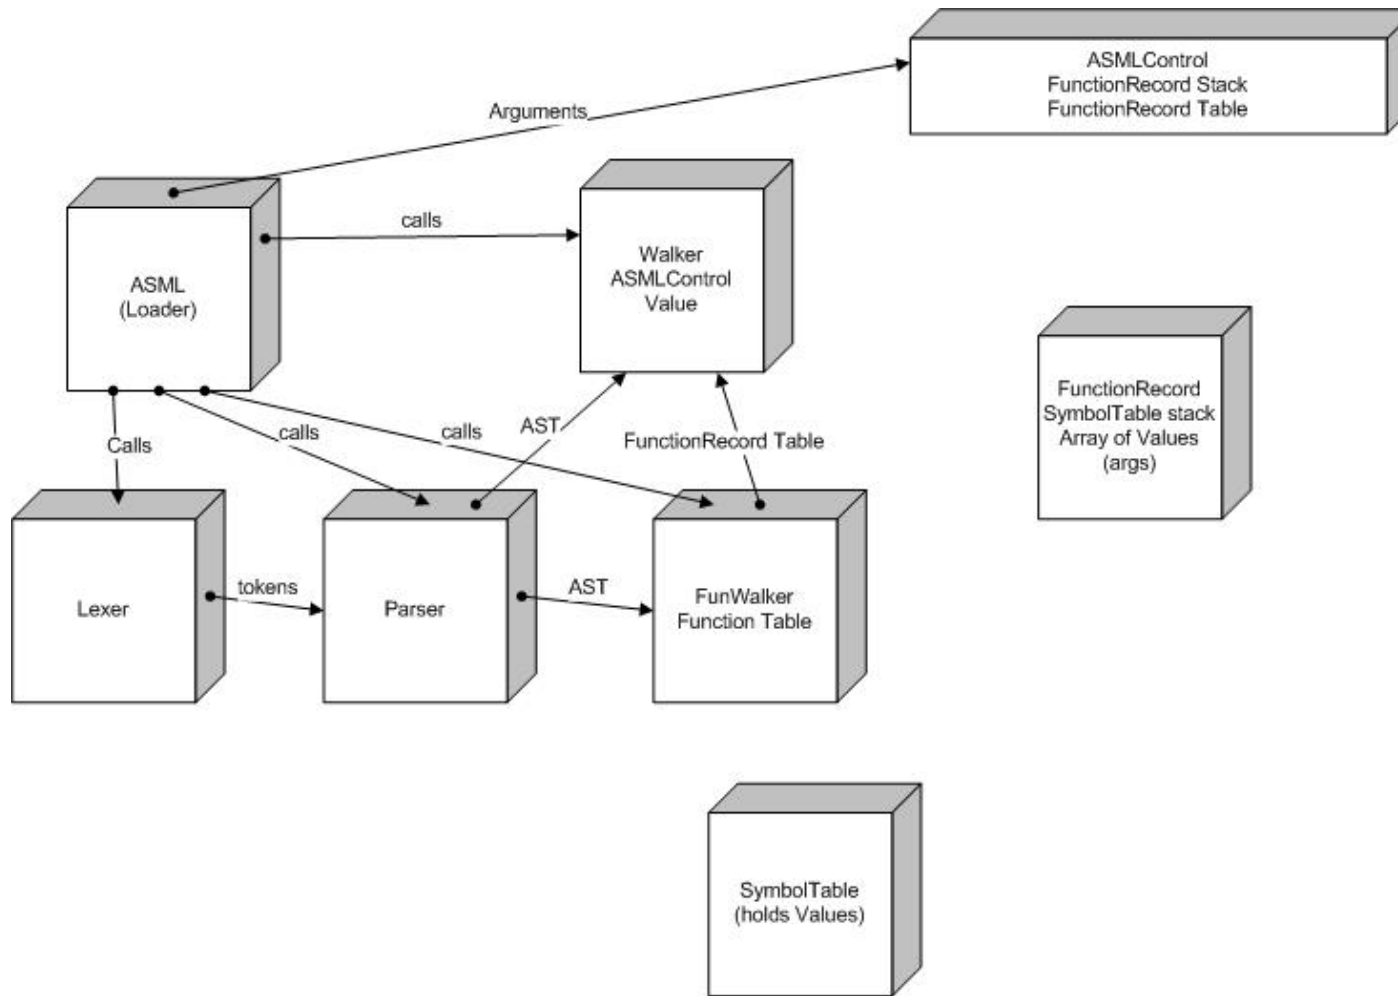 ASMLControl
FunctionRecord Stack
FunctionRecord Table
Arguments
calls
Walker
ASMLControl
Value
ASML
(Loader)
FunctionRecord
SymbolTable stack
Array of Values
(args)
Calls
calls
calls
AST
FunctionRecord Table
Lexer
tokens
Parser
AST
FunWalker
Function Table
SymbolTable
(holds Values)